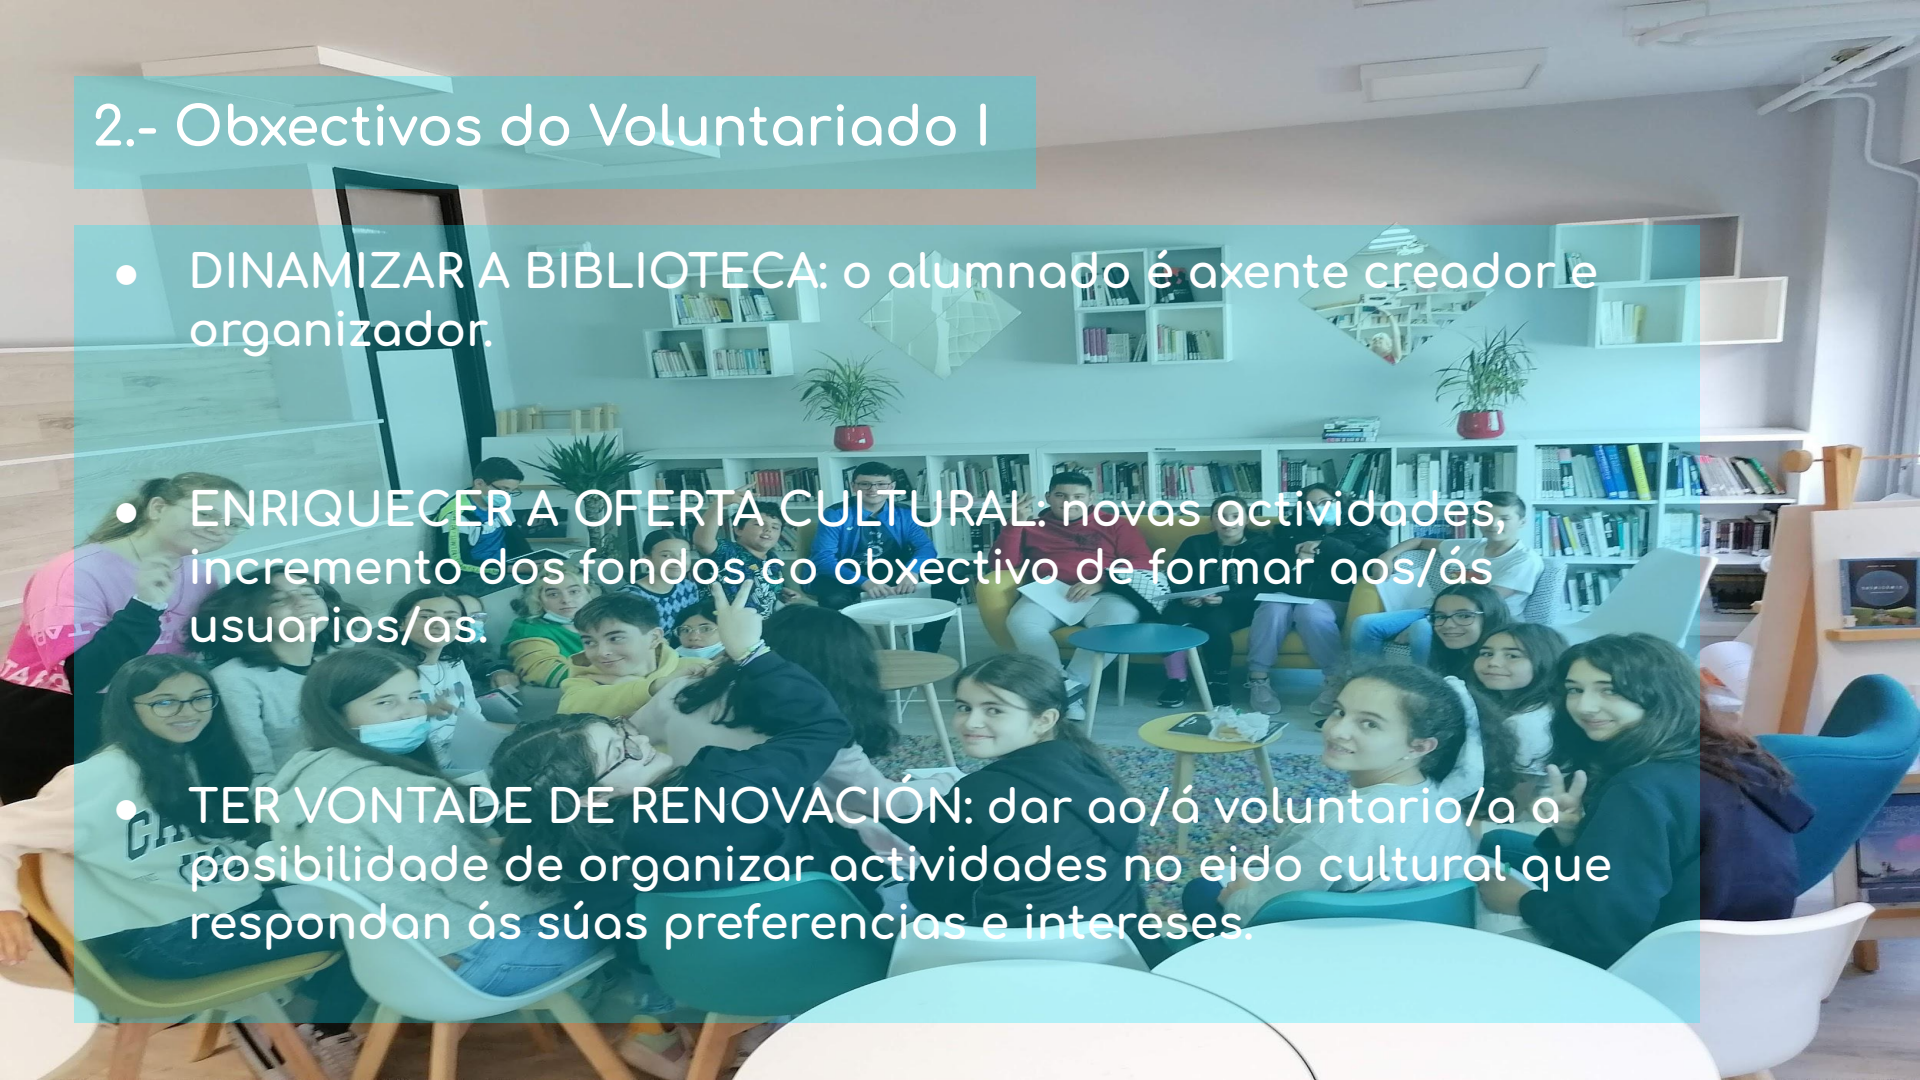 2.- Obxectivos do Voluntariado I
● DINAMIZAR A BIBLIOTECA: o alumnado é axente creador e
organizador.
● ENRIQUECER A OFERTA CULTURAL: novas actividades,
incremento dos fondos co obxectivo de formar aos/ás
usuarios/as.
● TER VONTADE DE RENOVACIÓN: dar ao/á voluntario/a a
posibilidade de organizar actividades no eido cultural que
respondan ás súas preferencias e intereses.